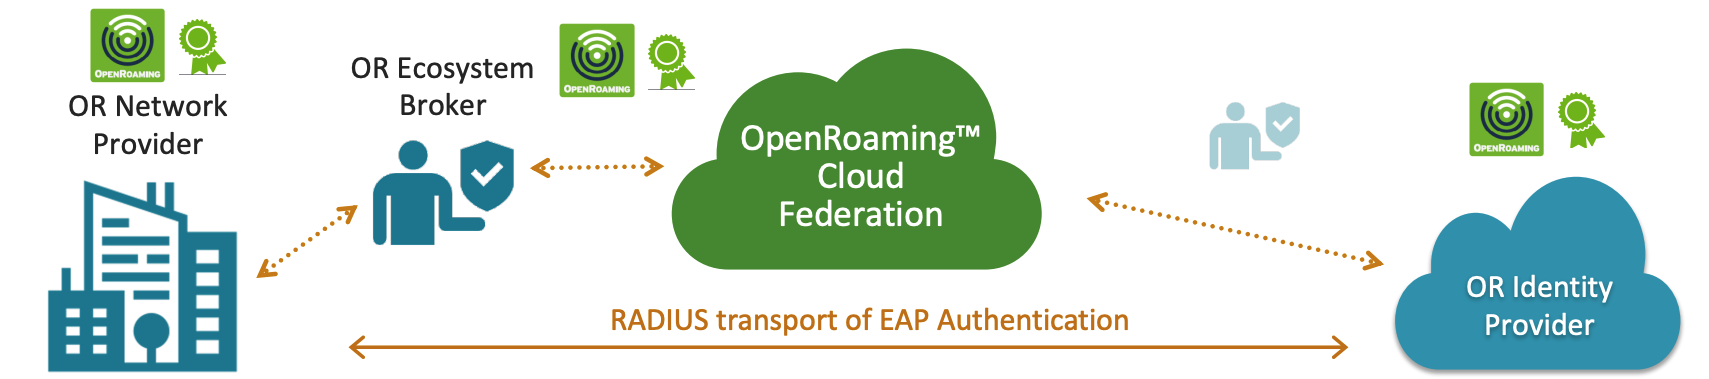 OPENROAMING
OR Network
Provider
OR Ecosystem
Broker
OPENROAMING
OpenRoaming™
Cloud
Federation
OPENROAMING
OR Identity
Provider
RADIUS transport of EAP Authentication